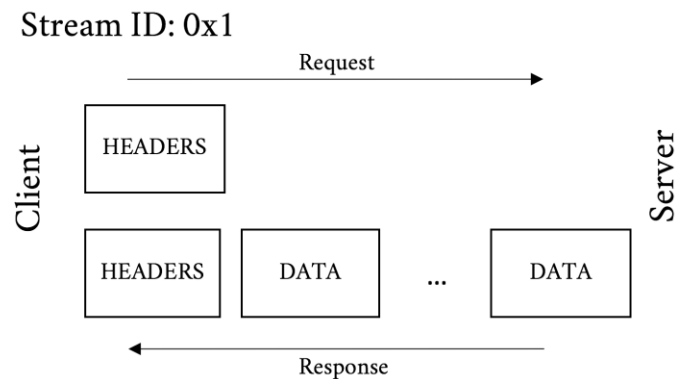 Stream ID: 0x1
Request
Client
HEADERS
Server
HEADERS DATA ... DATA
Response